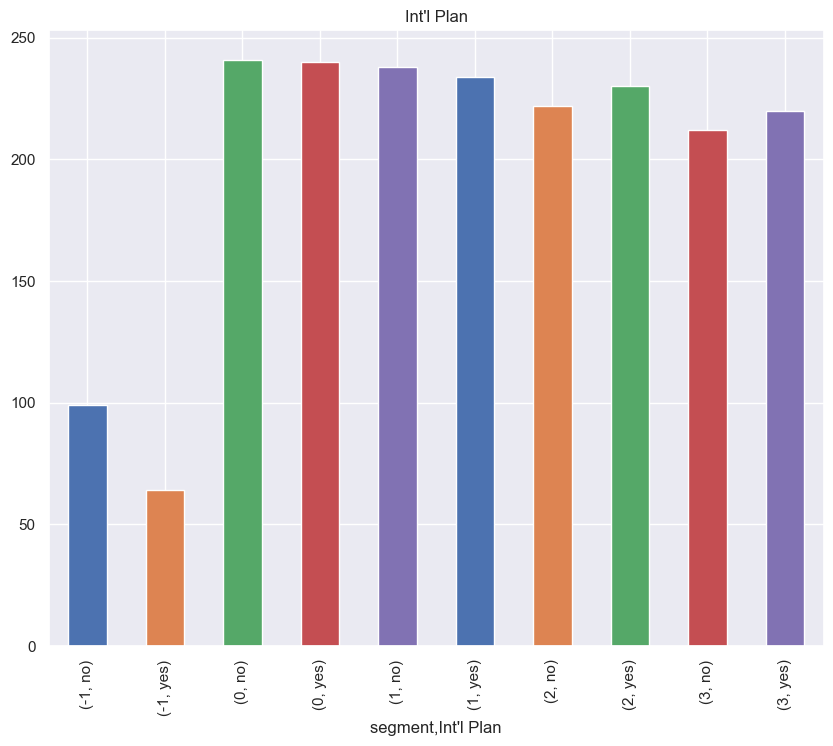 Int'l Plan
250
200
150
100
50
0
(-1, no)
(-1, yes)
(0, no)
(0, yes)
(1, no)
(1, yes)
(2, no)
(2, yes)
(3, no)
(3, yes)
segment,Int'l Plan